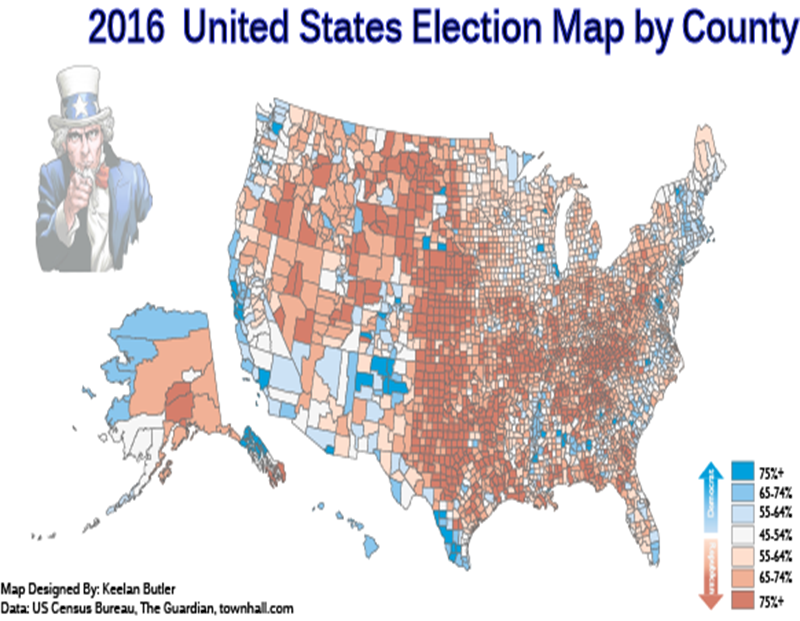 2016 United States Election Map by County
Democrat
Republican
75%+
65-74%
55-64%
45-54%
55-64%
65-74%
75%+
Map Designed By: Keelan Butler
Data: US Census Bureau, The Guardian, townhall.com